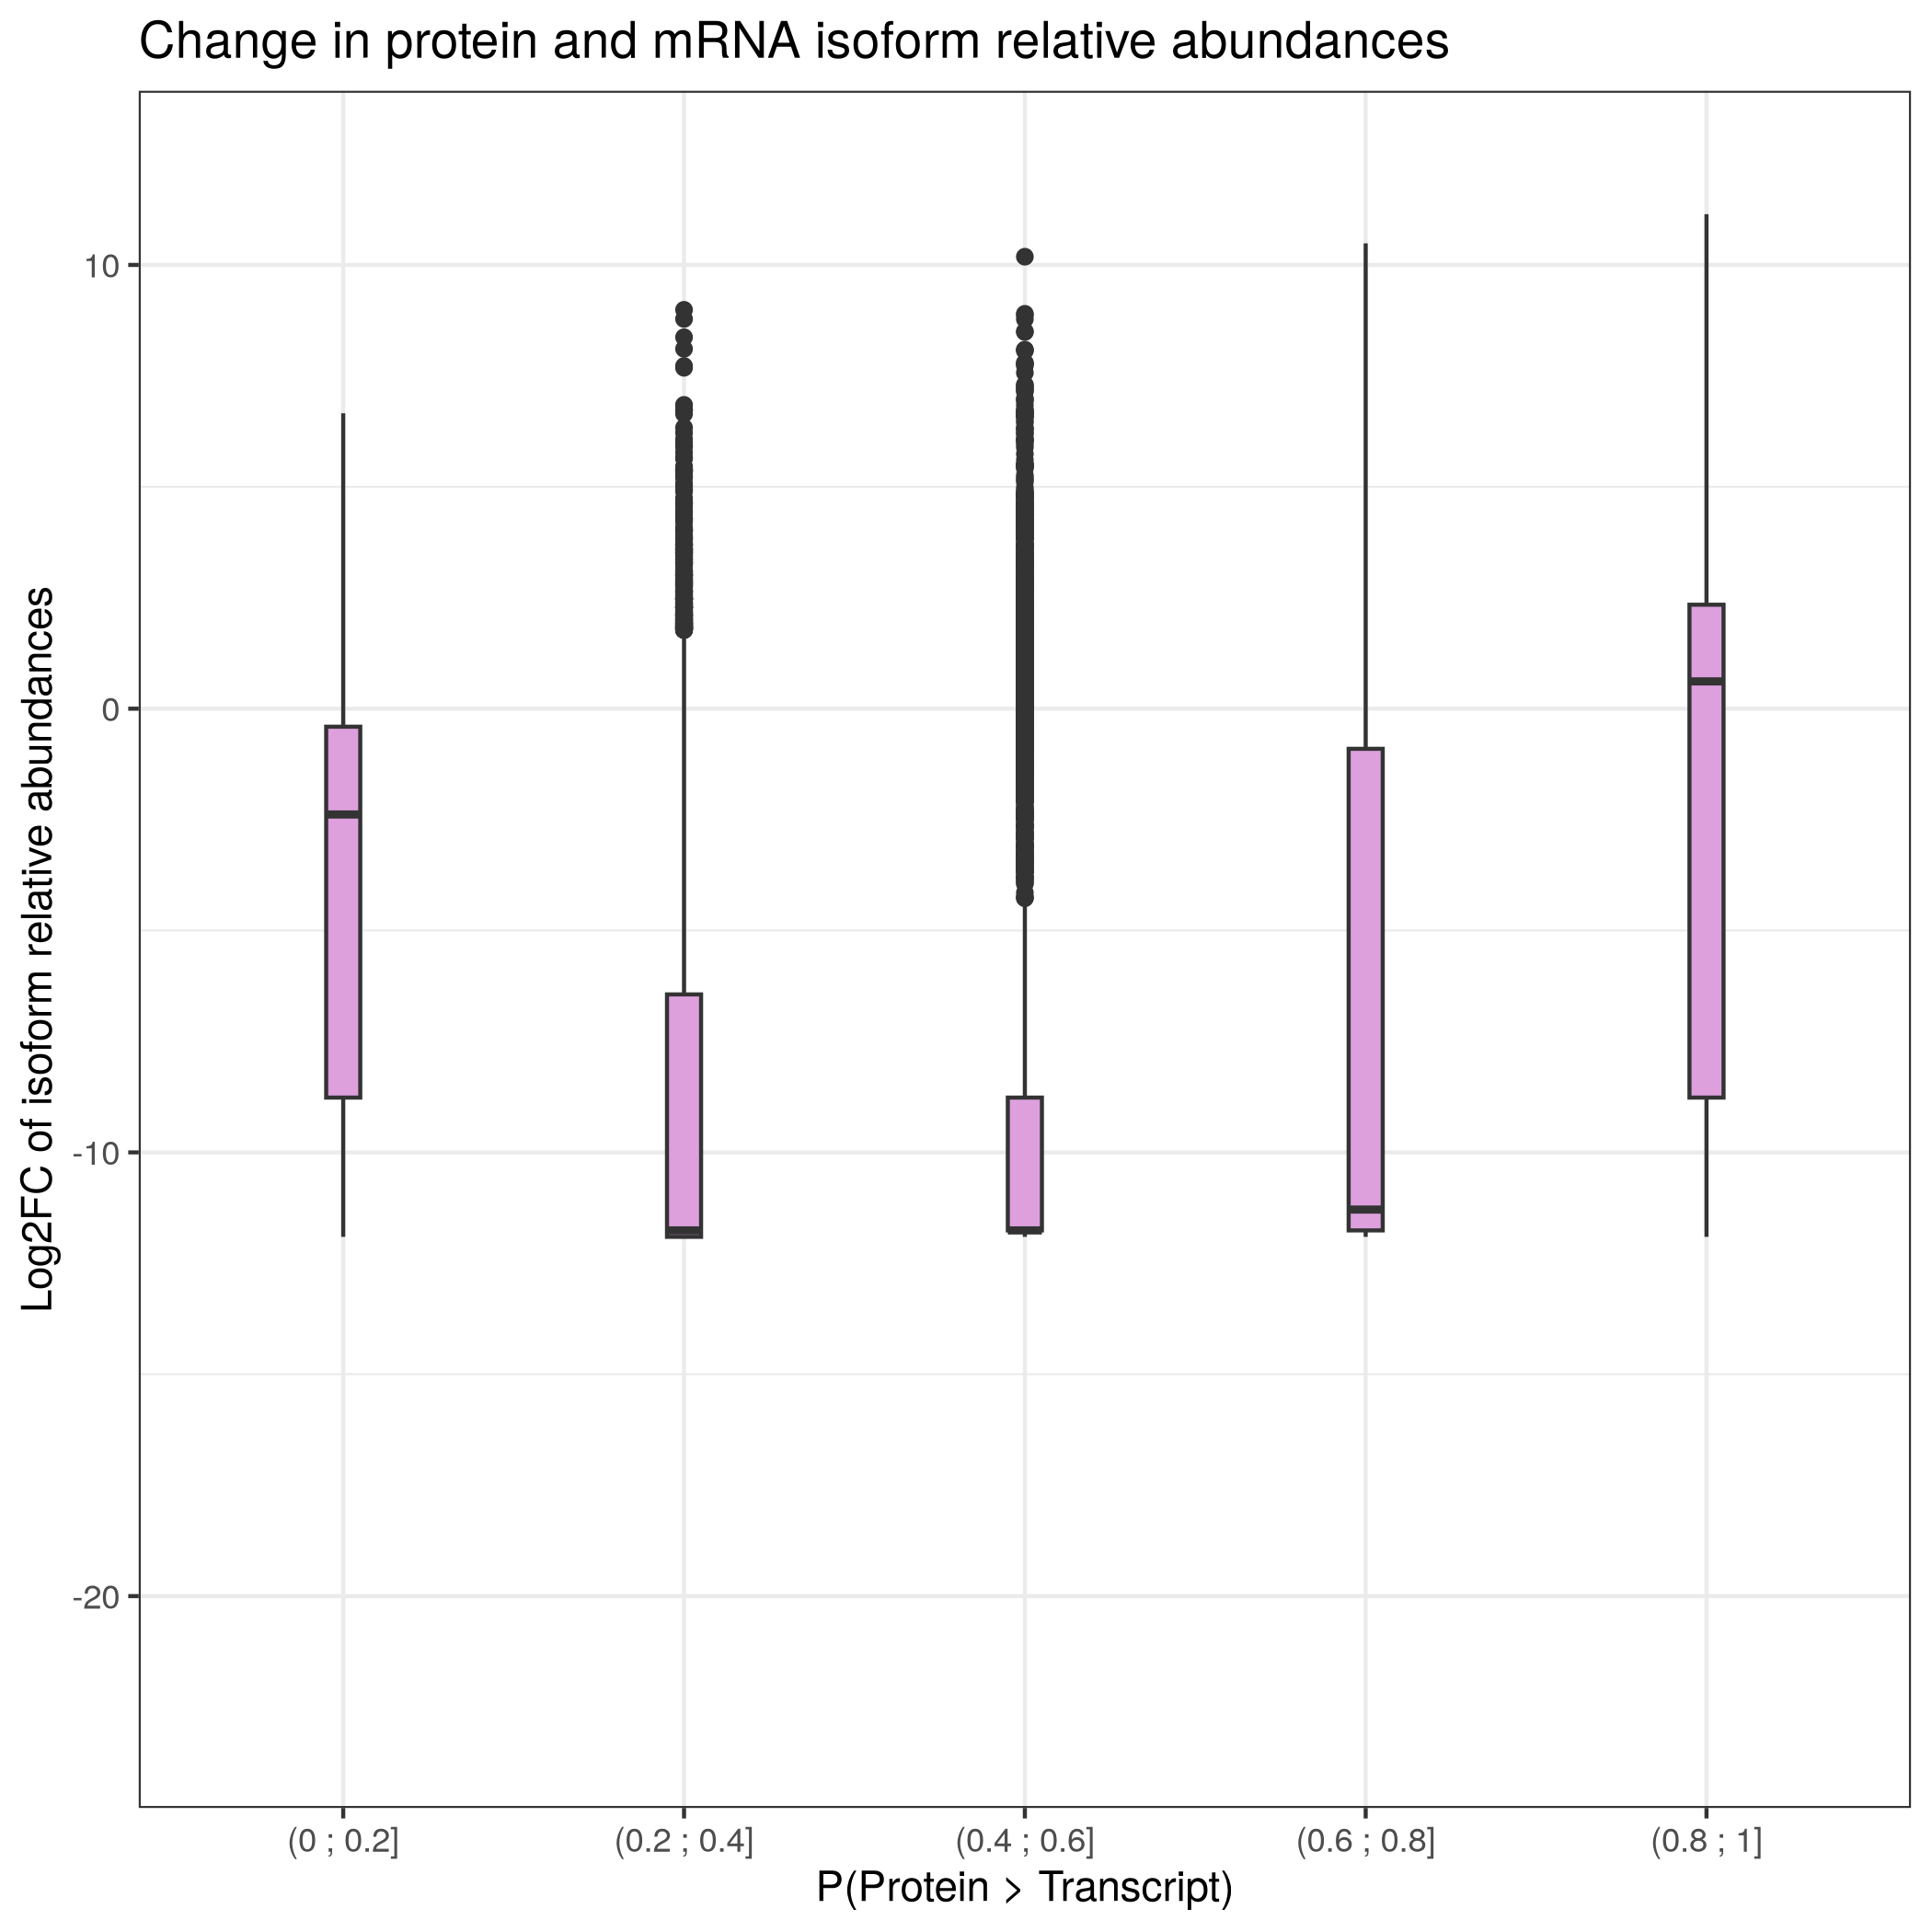 Change in protein and mRNA isoform relative abundances
Log2FC of isoform relative abundances
10
0
-10
-20
(0 ; 0.2]
(0.2 ; 0.4]
(0.4 ; 0.6]
(0.6 ; 0.8]
(0.8 ; 1]
P(Protein > Transcript)